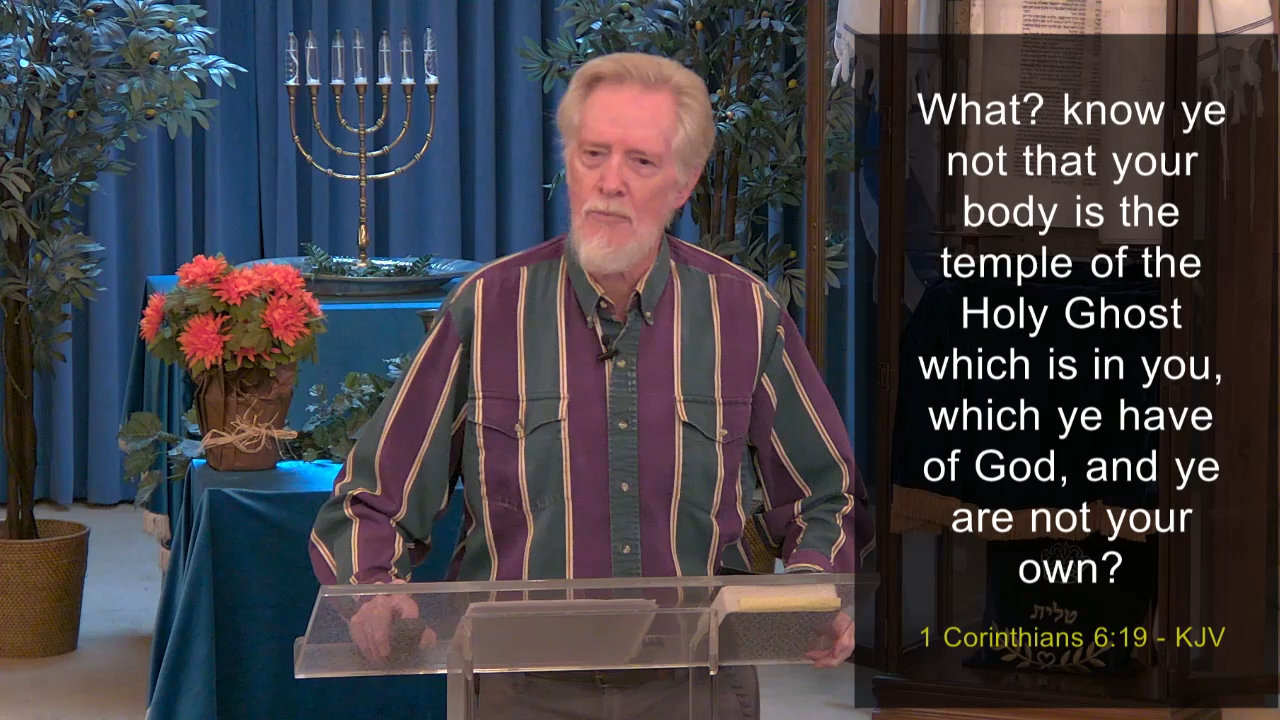 What? know ye
not that your
body is the
temple of the
Holy Ghost
which is in you,
which ye have
of God, and ye
are not your
own?
טלית
1 Corinthians 6:19 - KJV